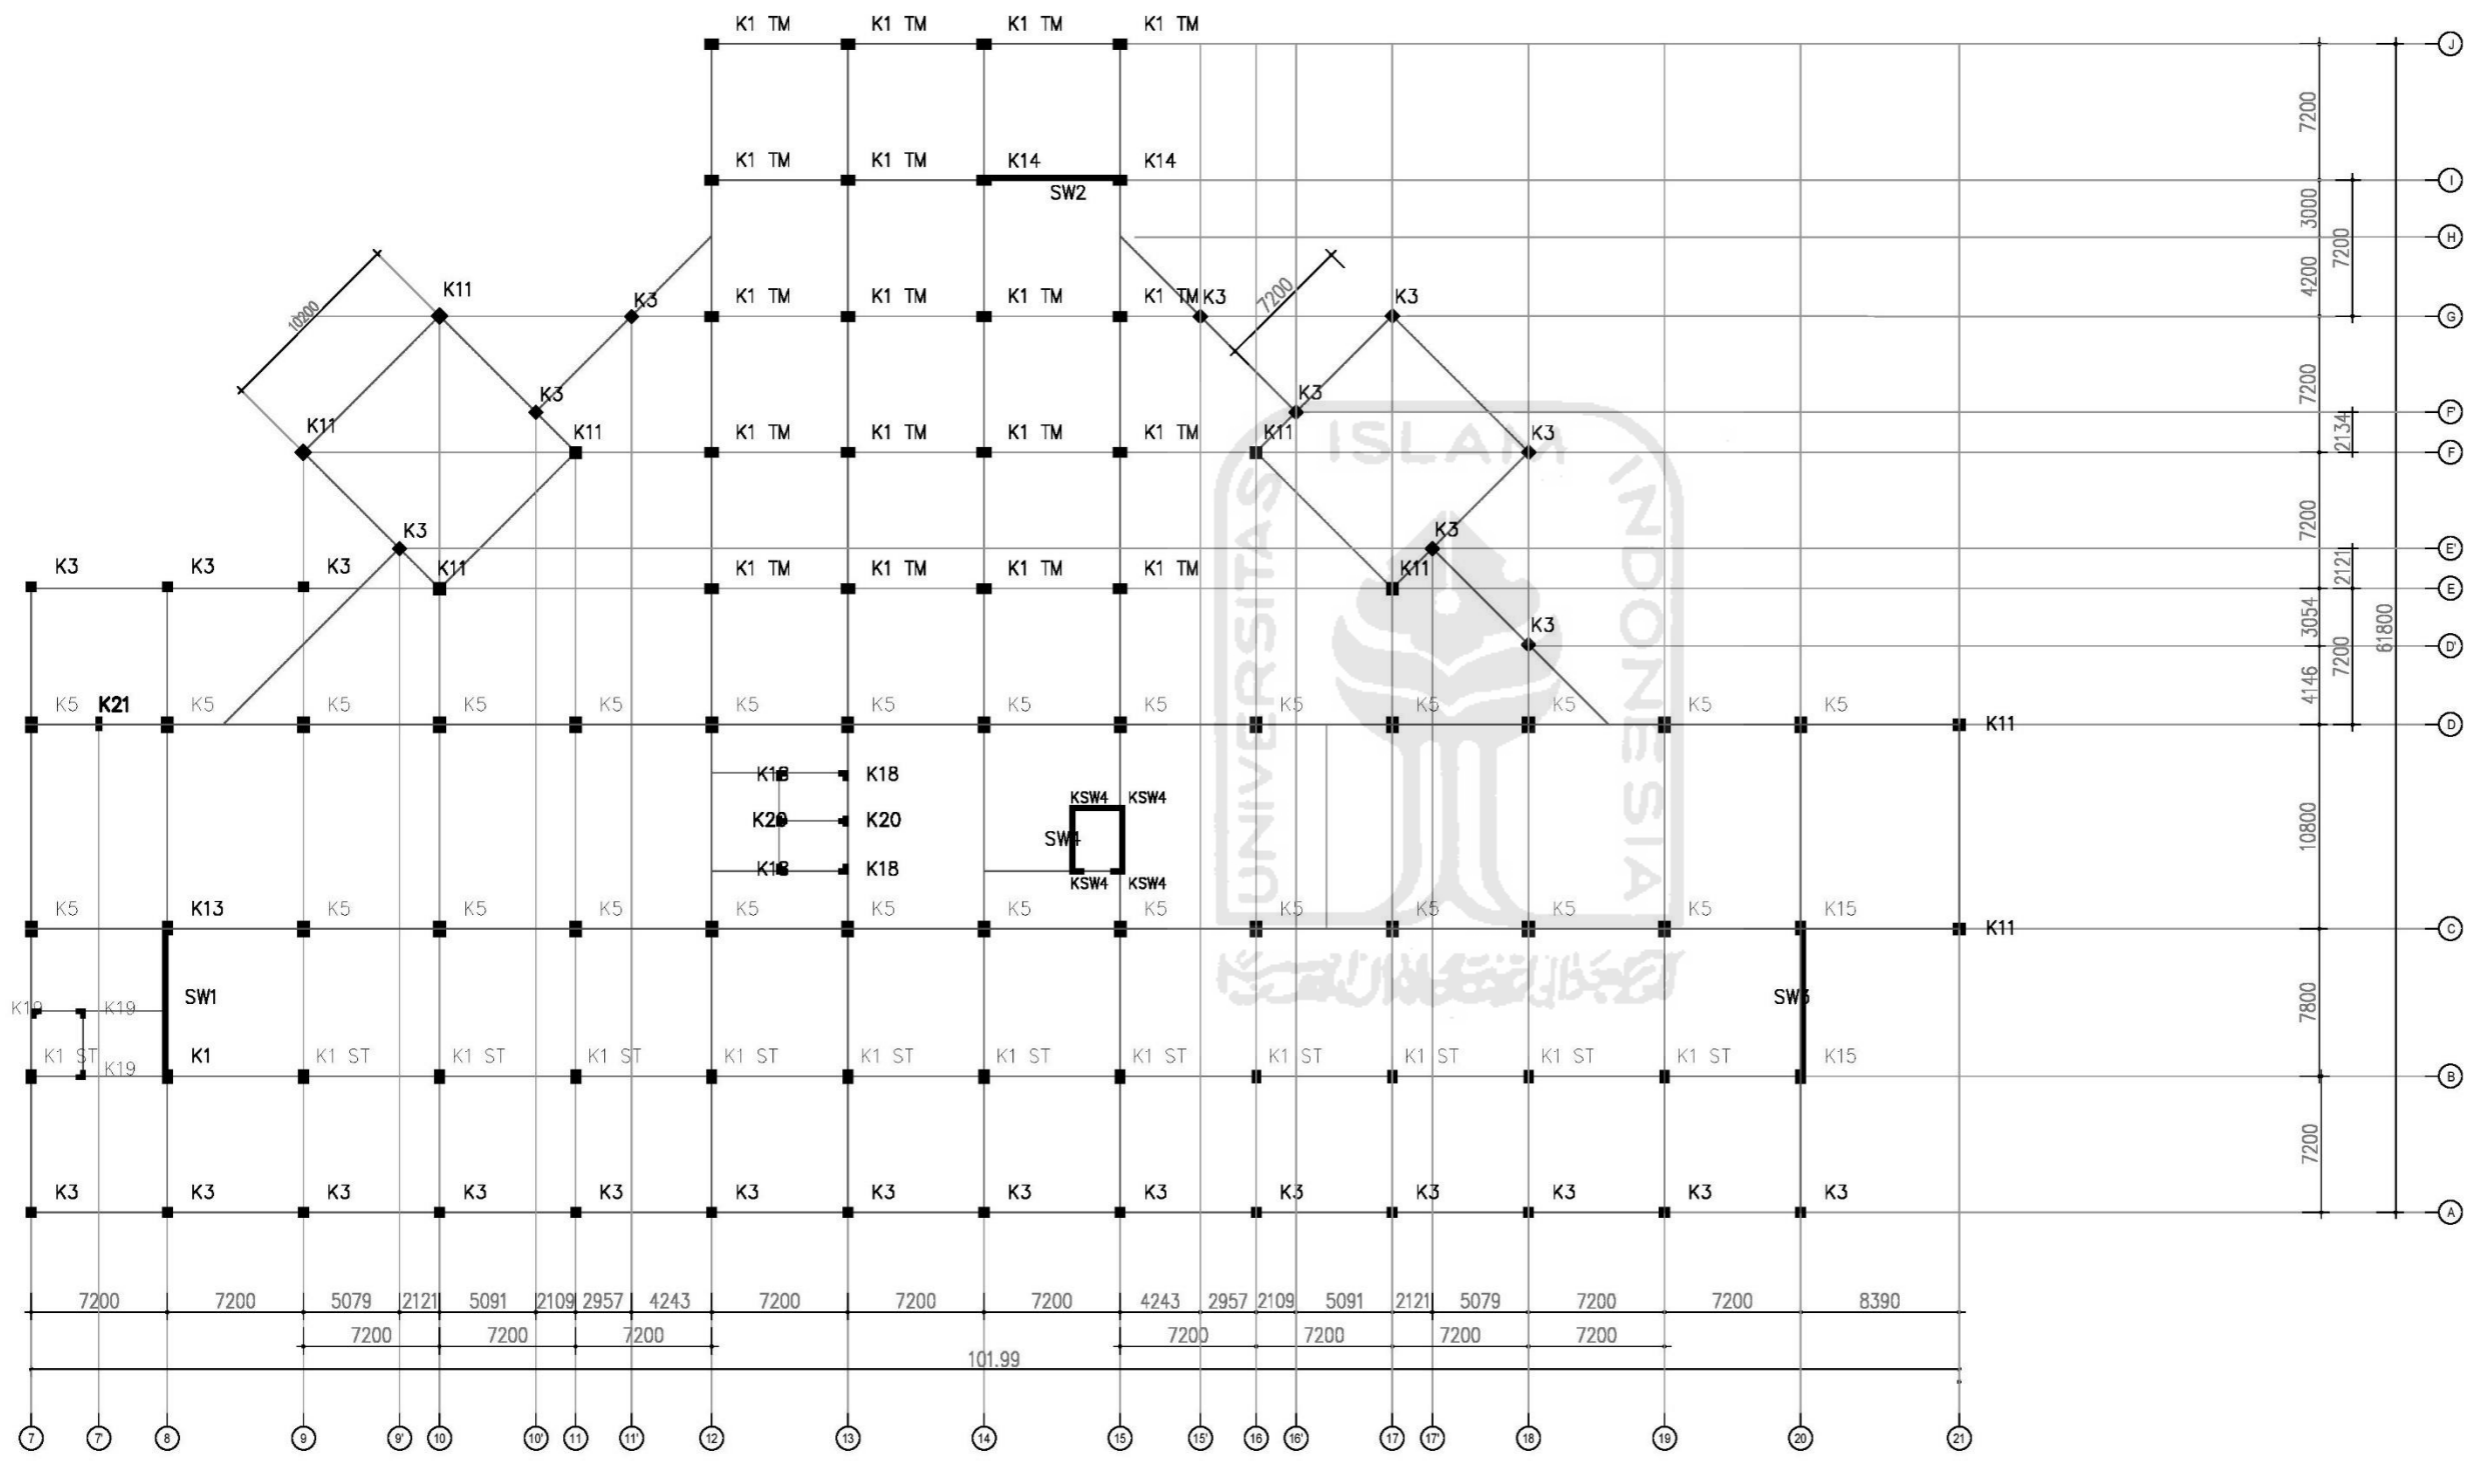 K1 TM K1 TM K1 TM K1 TM J
7200
K1 TM K1 TM K14 K14 I
SW2
3000
H
7200
10200 K11 K3 K1 TM K1 TM K1 TM K1 TM K3 7200 K3 4200
G
K3 K3 7200
F'
K11 K11 K1 TM K1 TM K1 TM K1 TM K11 K3 2134
ISLAM
F
UNIVERSITAS
INDONESIA
7200
K3 K3 E'
K3 K3 K3 K11 K1 TM K1 TM K1 TM K1 TM K11 2121
E
3054 61800
K3 D'
7200
K5 K21 K5 K5 K5 K5 K5 K5 K5 K5 K5 K5 K5 K5 K5 4146
K11 D
K18 K18
KSW4 KSW4
K20 K20
SW4
10800
K18 K18
KSW4 KSW4
K5 K13 K5 K5 K5 K5 K5 K5 K5 K5 K5 K5 K5 K15
K11 C
SW1 SW3 7800
K19 K19
K1 ST K1 K1 ST K1 ST K1 ST K1 ST K1 ST K1 ST K1 ST K1 ST K1 ST K1 ST K1 ST K15
K19
B
7200
K3 K3 K3 K3 K3 K3 K3 K3 K3 K3 K3 K3 K3 K3
A
7200 7200 5079 2121 5091 2109 2957 4243 7200 7200 7200 4243 2957 2109 5091 2121 5079 7200 7200 8390
7200 7200 7200 7200 7200 7200 7200
101.99
7 7' 8 9 9' 10 10' 11 11' 12 13 14 15 15' 16 16' 17 17' 18 19 20 21